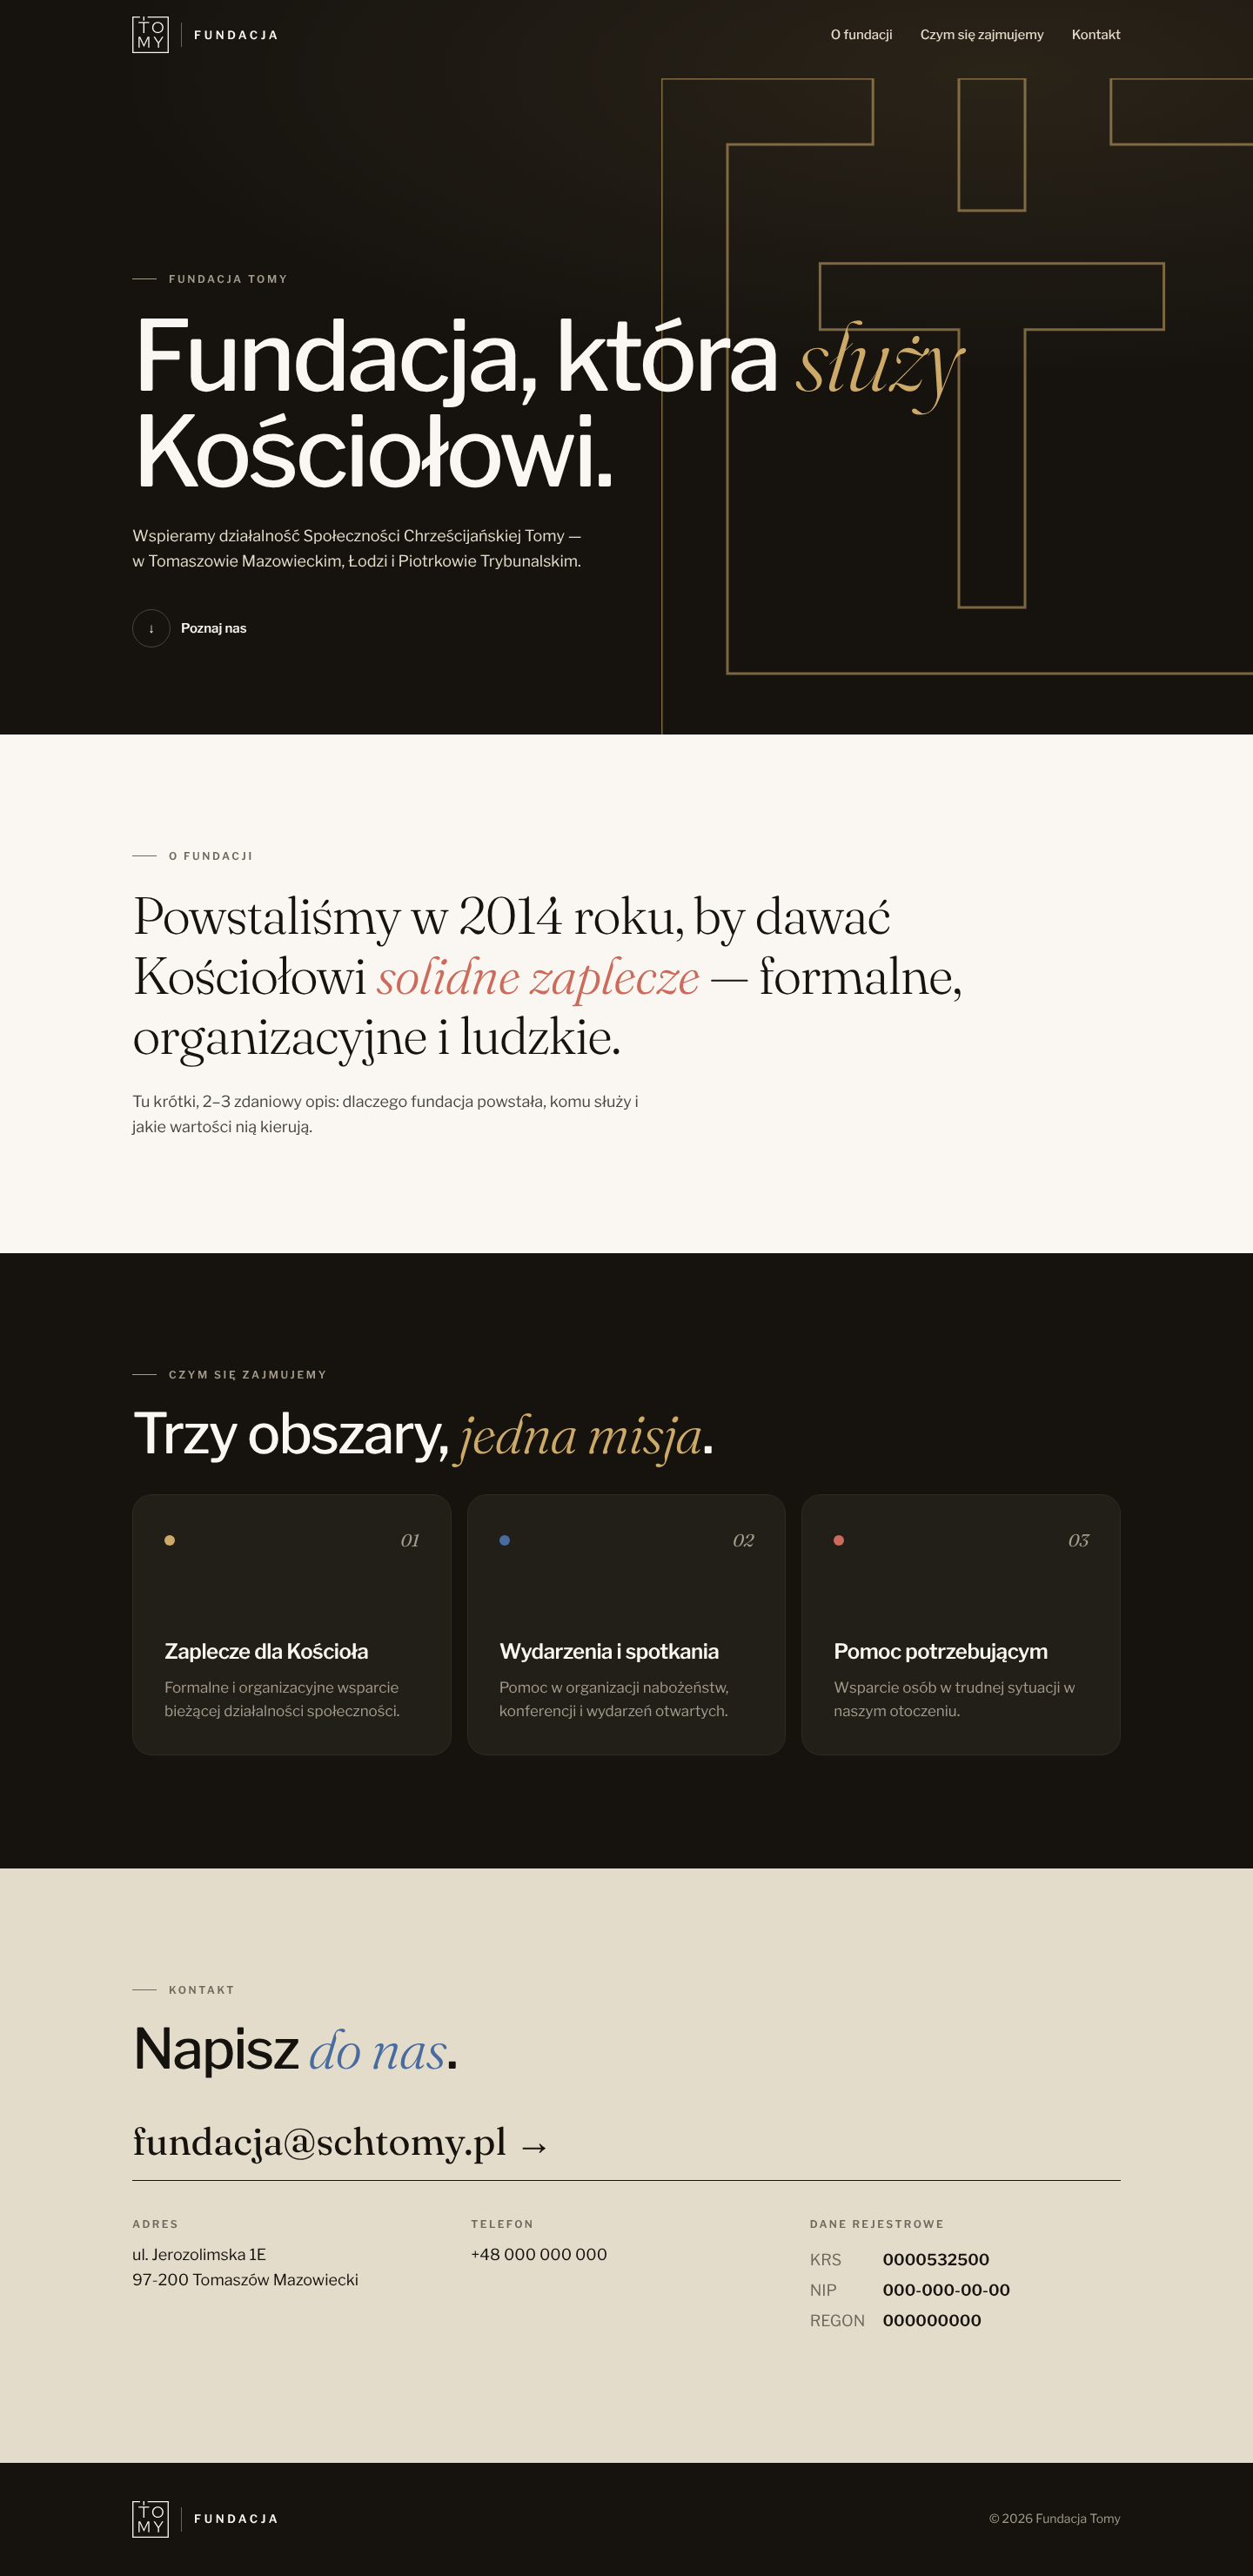 TO
MY
FUNDACJA
O fundacji
Czym się zajmujemy
Kontakt
FUNDACJA TOMY
Fundacja, która służy
Kościołowi.
Wspieramy działalność Społeczności Chrześcijańskiej Tomy —
w Tomaszowie Mazowieckim, Łodzi i Piotrkowie Trybunalskim.
↓ Poznaj nas
O FUNDACJI
Powstaliśmy w 2014 roku, by dawać
Kościołowi solidne zaplecze — formalne,
organizacyjne i ludzkie.
Tu krótki, 2–3 zdaniowy opis: dlaczego fundacja powstała, komu służy i
jakie wartości nią kierują.
CZYM SIĘ ZAJMUJEMY
Trzy obszary, jedna misja.
01
Zaplecze dla Kościoła
Formalne i organizacyjne wsparcie
bieżącej działalności społeczności.
02
Wydarzenia i spotkania
Pomoc w organizacji nabożeństw,
konferencji i wydarzeń otwartych.
03
Pomoc potrzebującym
Wsparcie osób w trudnej sytuacji w
naszym otoczeniu.
KONTAKT
Napisz do nas.
fundacja@schtomy.pl →
ADRES
ul. Jerozolimska 1E
97-200 Tomaszów Mazowiecki
TELEFON
+48 000 000 000
DANE REJESTROWE
KRS 0000532500
NIP 000-000-00-00
REGON 000000000
TO
MY
FUNDACJA
© 2026 Fundacja Tomy